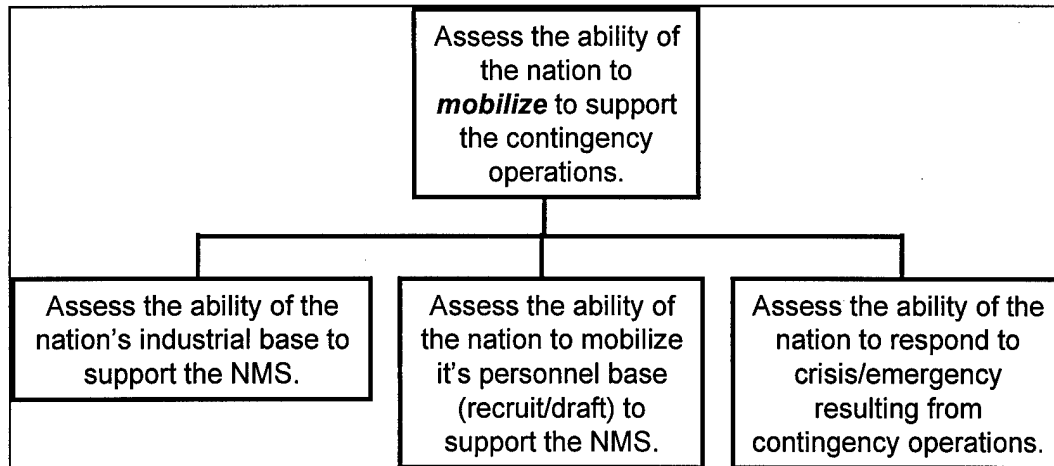 Assess the ability of
the nation to
mobilize to support
the contingency
operations.
Assess the ability of the
nation's industrial base to
support the NMS.
Assess the ability of
the nation to mobilize
it's personnel base
(recruit/draft) to
support the NMS.
Assess the ability of the
nation to respond to
crisis/emergency
resulting from
contingency operations.